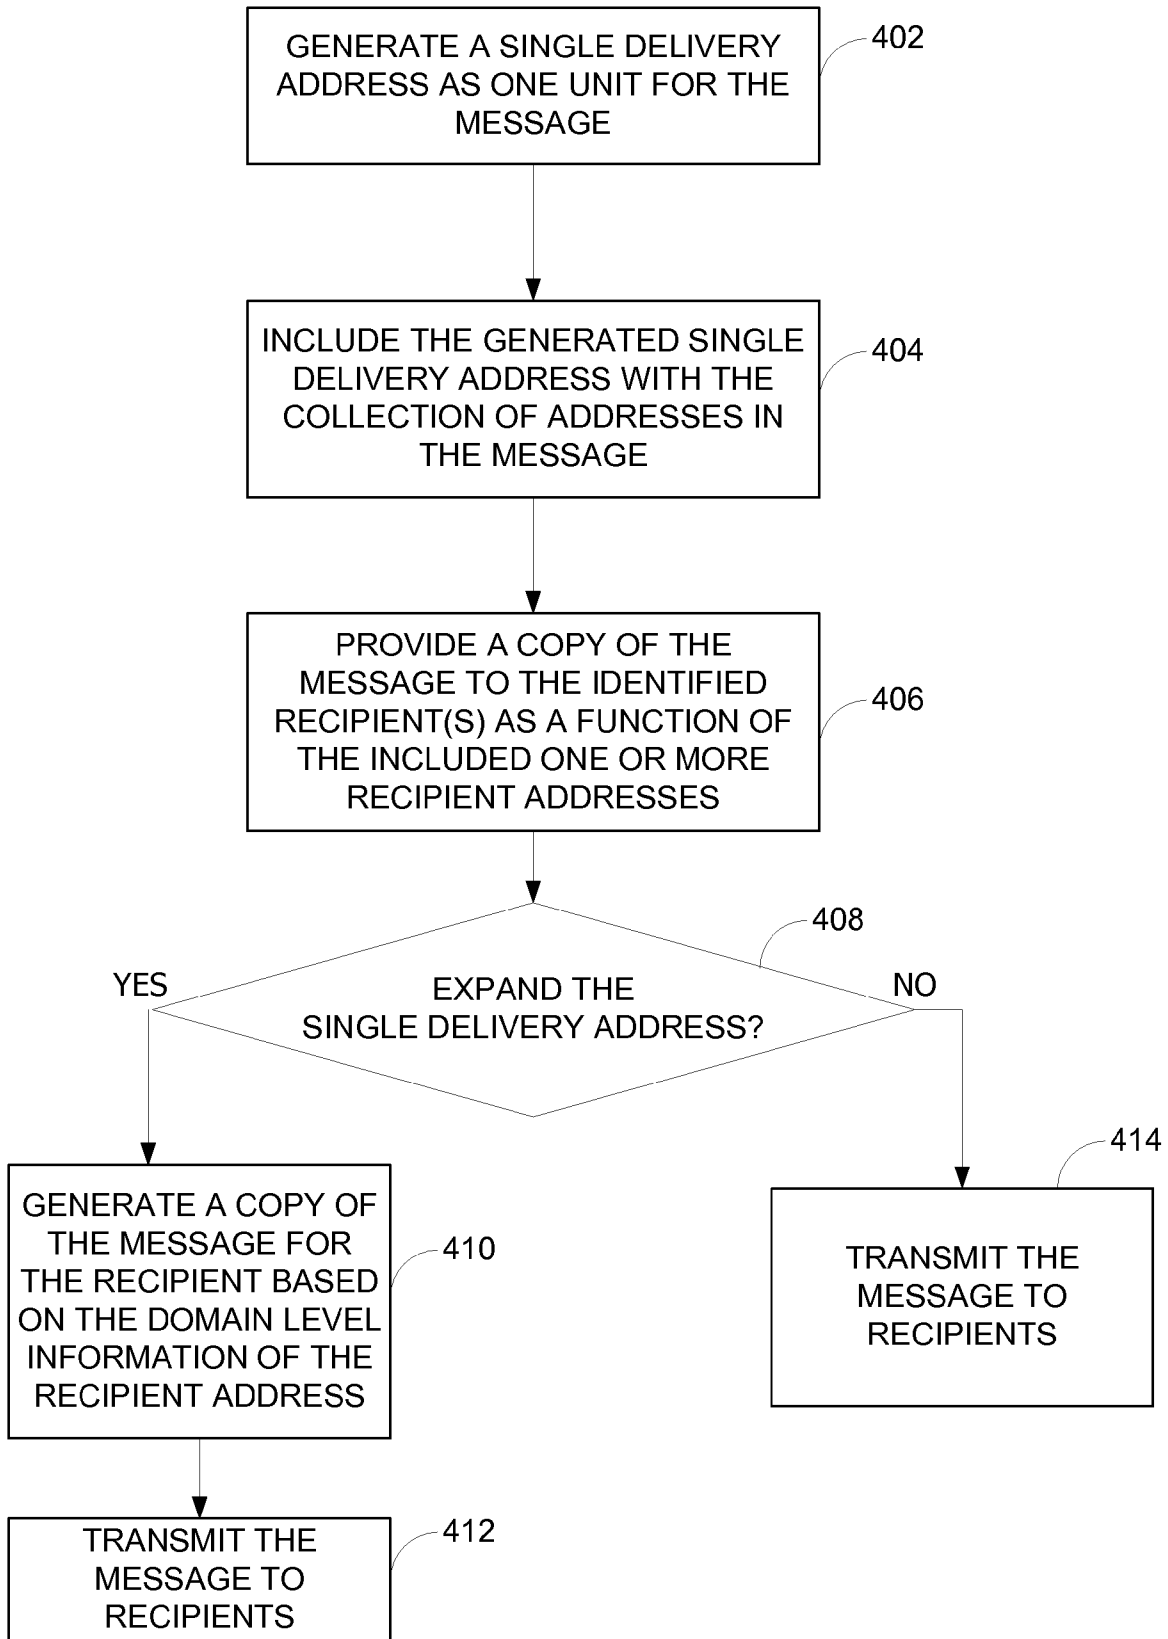 GENERATE A SINGLE DELIVERY
ADDRESS AS ONE UNIT FOR THE
MESSAGE
402
INCLUDE THE GENERATED SINGLE
DELIVERY ADDRESS WITH THE
COLLECTION OF ADDRESSES IN
THE MESSAGE
404
PROVIDE A COPY OF THE
MESSAGE TO THE IDENTIFIED
RECIPIENT(S) AS A FUNCTION OF
THE INCLUDED ONE OR MORE
RECIPIENT ADDRESSES
406
408
YES
EXPAND THE
SINGLE DELIVERY ADDRESS?
NO
GENERATE A COPY OF
THE MESSAGE FOR
THE RECIPIENT BASED
ON THE DOMAIN LEVEL
INFORMATION OF THE
RECIPIENT ADDRESS
410
414
TRANSMIT THE
MESSAGE TO
RECIPIENTS
TRANSMIT THE
MESSAGE TO
RECIPIENTS
412